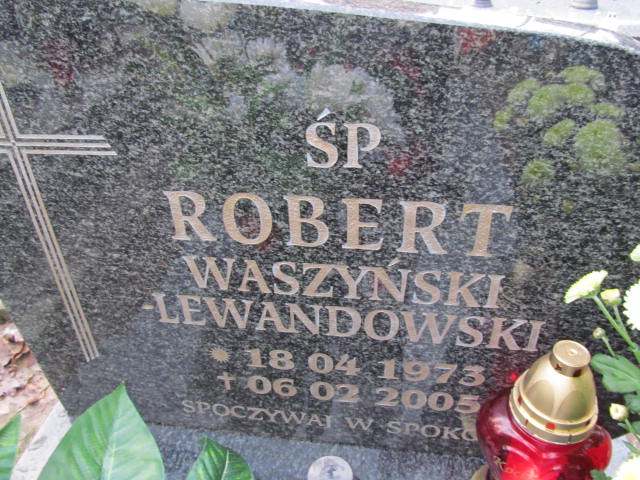 ŚP
ROBERT
WASZYŃSKI
-LEWANDOWSKI
* 18 04 1973
† 06 02 2005
SPOCZYWAJ W